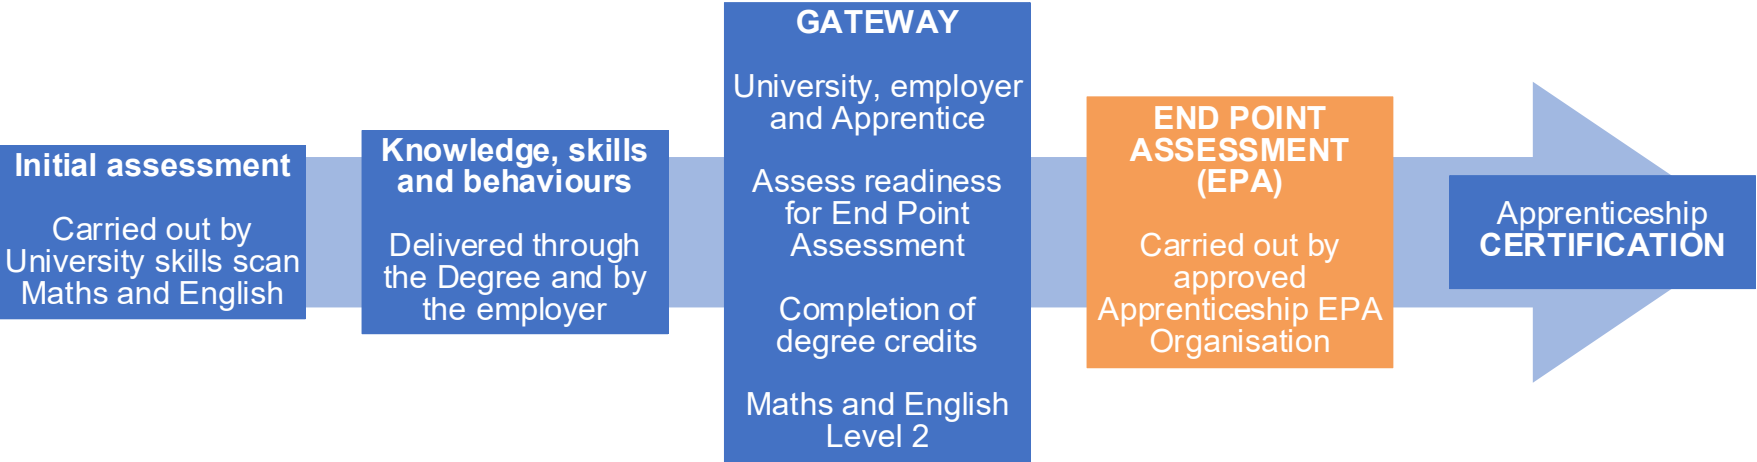 Initial assessment
Carried out by
University skills scan
Maths and English
Knowledge, skills
and behaviours
Delivered through
the Degree and by
the employer
GATEWAY
University, employer
and Apprentice
Assess readiness
for End Point
Assessment
Completion of
degree credits
Maths and English
Level 2
END POINT
ASSESSMENT
(EPA)
Carried out by
approved
Apprenticeship EPA
Organisation
Apprenticeship
CERTIFICATION